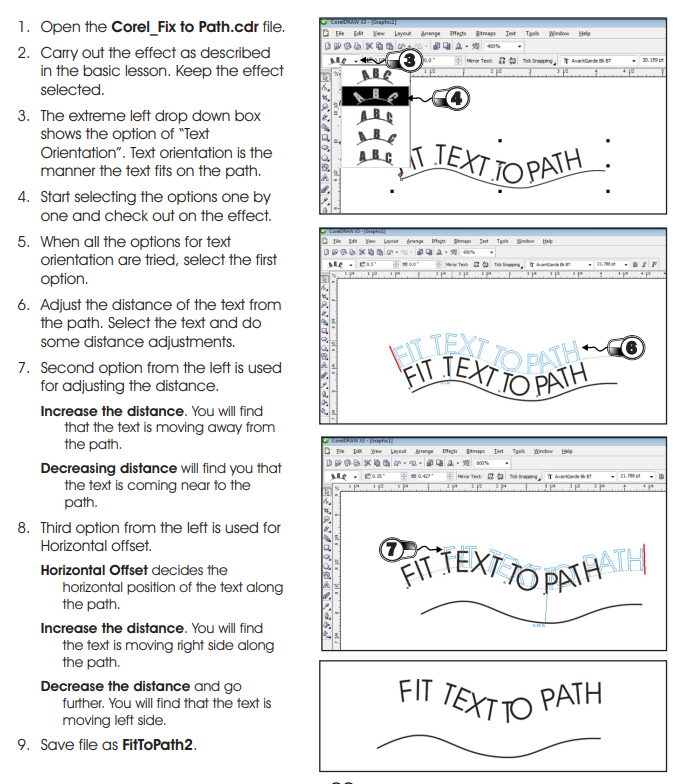 1. Open the Corel_Fix to Path.cdr file.
2. Carry out the effect as described
in the basic lesson. Keep the effect
selected.
3. The extreme left drop down box
shows the option of “Text
Orientation”. Text orientation is the
manner the text fits on the path.
4. Start selecting the options one by
one and check out on the effect.
5. When all the options for text
orientation are tried, select the first
option.
6. Adjust the distance of the text from
the path. Select the text and do
some distance adjustments.
7. Second option from the left is used
for adjusting the distance.
Increase the distance. You will find
that the text is moving away from
the path.
Decreasing distance will find you that
the text is coming near to the
path.
8. Third option from the left is used for
Horizontal offset.
Horizontal Offset decides the
horizontal position of the text along
the path.
Increase the distance. You will find
the text is moving right side along
the path.
Decrease the distance and go
further. You will find that the text is
moving left side.
9. Save file as FitToPath2.
CorelDRAW X3 - [Graphic1]
File Edit View Layout Arrange Effects Bitmaps Text Tools Window Help
400%
Mirror Text: Tick Snapping AvantGarde Bk BT 30.159 pt
3
ABC
ABC
4
ABC
ABC
ABC
IT TEXT TO PATH
CorelDRAW X3 - [Graphic1]
File Edit View Layout Arrange Effects Bitmaps Text Tools Window Help
600%
0.3" 0.0" Mirror Text: Tick Snapping AvantGarde Bk BT 21.788 pt
FIT TEXT TO PATH
6
FIT TEXT TO PATH
CorelDRAW X3 - [Graphic1]
File Edit View Layout Arrange Effects Bitmaps Text Tools Window Help
600%
0.35" 0.427" Mirror Text: Tick Snapping AvantGarde Bk BT 21.788 pt
7
FIT TEXT TO PATH
FIT TEXT TO PATH
FIT TEXT TO PATH